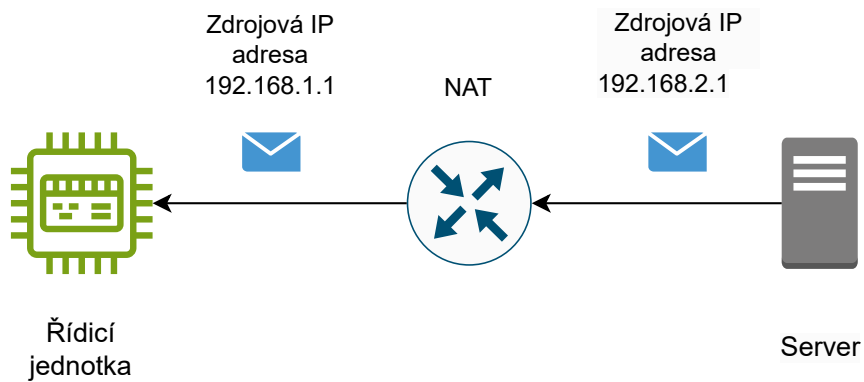 Zdrojová IP
adresa
192.168.1.1
NAT
Zdrojová IP
adresa
192.168.2.1
Řídicí
jednotka
Server